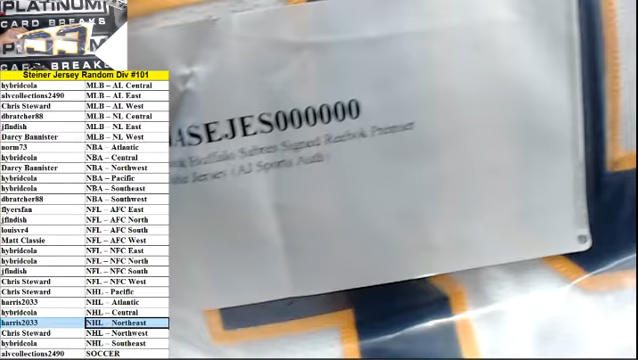 PLATINUM
CARD BREAKS
CARD BREAKS
Steiner Jersey Random Div #101
hybridcola MLB – AL Central
alvcollections2490 MLB – AL East
Chris Steward MLB – AL West
dbratcher88 MLB – NL Central
jflndish MLB – NL East
Darcy Bannister MLB – NL West
norm73 NBA – Atlantic
hybridcola NBA – Central
Darcy Bannister NBA – Northwest
hybridcola NBA – Pacific
hybridcola NBA – Southeast
dbratcher88 NBA – Southwest
flyersfan NFL – AFC East
jflndish NFL – AFC North
louisvr4 NFL – AFC South
Matt Classie NFL – AFC West
hybridcola NFL – NFC East
hybridcola NFL – NFC North
jflndish NFL – NFC South
Chris Steward NFL – NFC West
Chris Steward NHL – Pacific
harris2033 NHL – Atlantic
hybridcola NHL – Central
harris2033 NHL – Northeast
Chris Steward NHL – Northwest
hybridcola NHL – Southeast
alvcollections2490 SOCCER
ASEJES000000
Buffalo Sabres Signed Reebok Premier
Jersey (AJ Sports Auth)